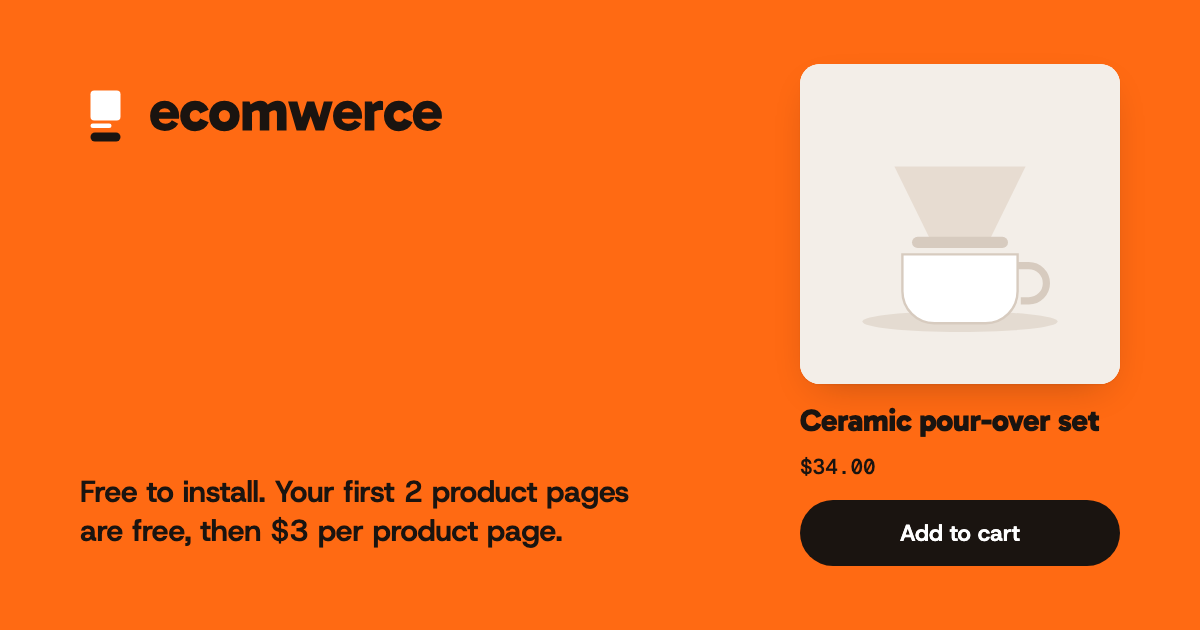 ecomwerce
Free to install. Your first 2 product pages
are free, then $3 per product page.
Ceramic pour-over set
$34.00
Add to cart